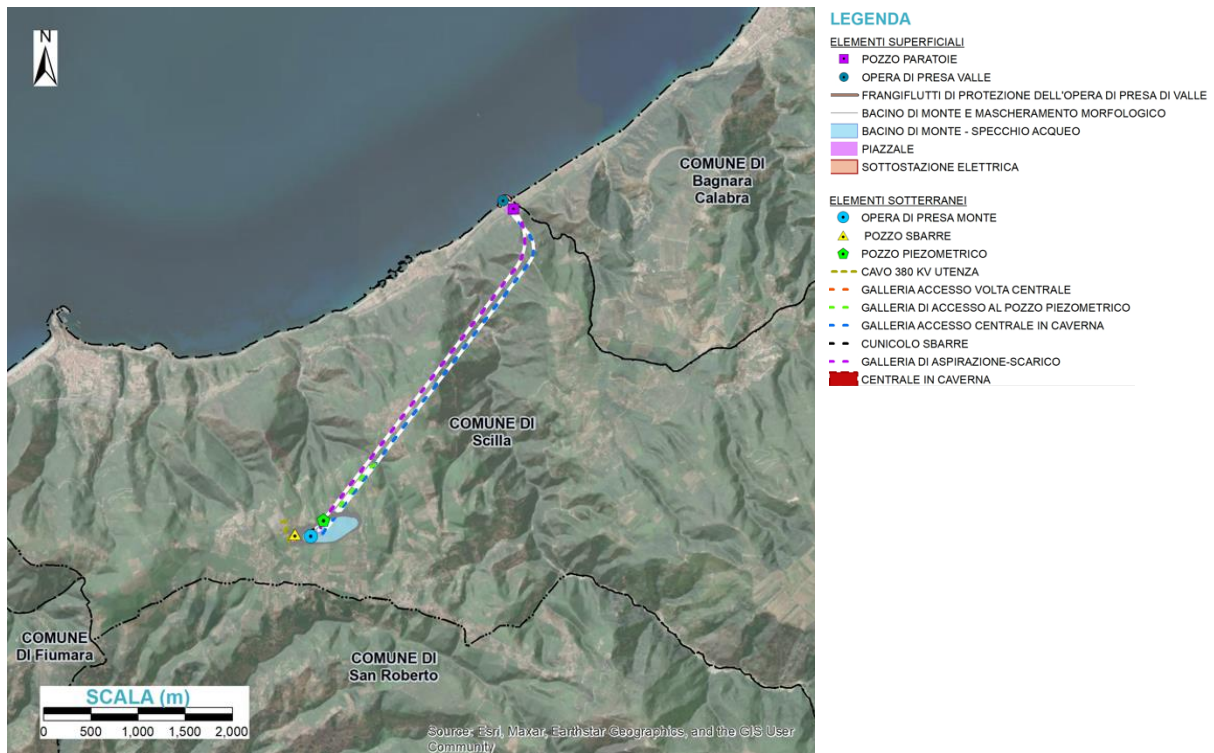 N
COMUNE DI
Bagnara
Calabra
COMUNE DI
Scilla
COMUNE
DI Fiumara
COMUNE DI
San Roberto
SCALA (m)
0 500 1,000 1,500 2,000
Source: Esri, Maxar, Earthstar Geographics, and the GIS User
Community
LEGENDA
ELEMENTI SUPERFICIALI
POZZO PARATOIE
OPERA DI PRESA VALLE
FRANGIFLUTTI DI PROTEZIONE DELL'OPERA DI PRESA DI VALLE
BACINO DI MONTE E MASCHERAMENTO MORFOLOGICO
BACINO DI MONTE - SPECCHIO ACQUEO
PIAZZALE
SOTTOSTAZIONE ELETTRICA
ELEMENTI SOTTERRANEI
OPERA DI PRESA MONTE
POZZO SBARRE
POZZO PIEZOMETRICO
CAVO 380 KV UTENZA
GALLERIA ACCESSO VOLTA CENTRALE
GALLERIA DI ACCESSO AL POZZO PIEZOMETRICO
GALLERIA ACCESSO CENTRALE IN CAVERNA
CUNICOLO SBARRE
GALLERIA DI ASPIRAZIONE-SCARICO
CENTRALE IN CAVERNA